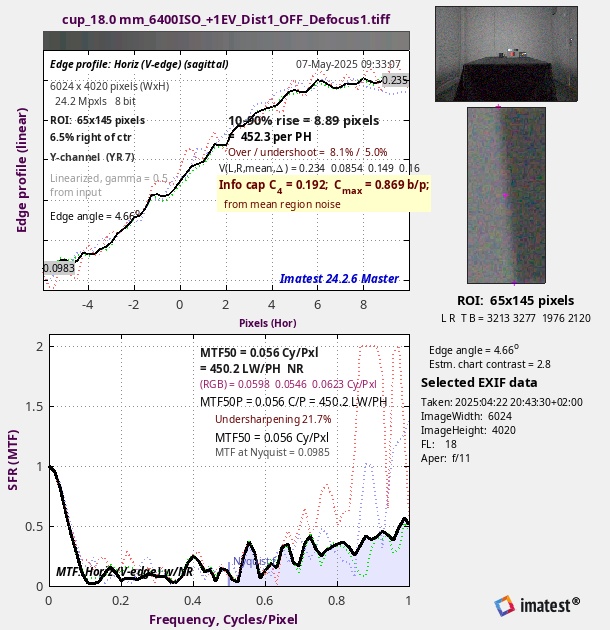 cup_18.0 mm_6400ISO_+1EV_Dist1_OFF_Defocus1.tiff
Edge profile: Horiz (V-edge) (sagittal)
07-May-2025 09:33:07
6024 x 4020 pixels (WxH)
24.2 Mpxls 8 bit
ROI: 65x145 pixels
6.5% right of ctr
Y-channel (YR7)
Linearized, gamma = 0.5
from input
Edge angle = 4.66º
0.0983
0.235
10-90% rise = 8.89 pixels
= 452.3 per PH
Over / undershoot = 8.1% / 5.0%
V(L,R,mean,Δ) = 0.234 0.0854 0.149 0.16
Info cap C4 = 0.192; Cmax = 0.869 b/p;
from mean region noise
Imatest 24.2.6 Master
Edge profile (linear)
-4 -2 0 2 4 6 8
Pixels (Hor)
ROI: 65x145 pixels
L R T B = 3213 3277 1976 2120
Edge angle = 4.66º
Estm. chart contrast = 2.8
Selected EXIF data
Taken: 2025:04:22 20:43:30+02:00
ImageWidth: 6024
ImageHeight: 4020
FL: 18
Aper: f/11
MTF50 = 0.056 Cy/Pxl
= 450.2 LW/PH NR
(RGB) = 0.0598 0.0546 0.0623 Cy/Pxl
MTF50P = 0.056 C/P = 450.2 LW/PH
Undersharpening 21.7%
MTF50 = 0.056 Cy/Pxl
MTF at Nyquist = 0.0985
SFR (MTF)
2
1.5
1
0.5
0
Nyquist f
MTF: Horiz (V-edge) w/NR
0 0.2 0.4 0.6 0.8 1
Frequency, Cycles/Pixel
imatest®